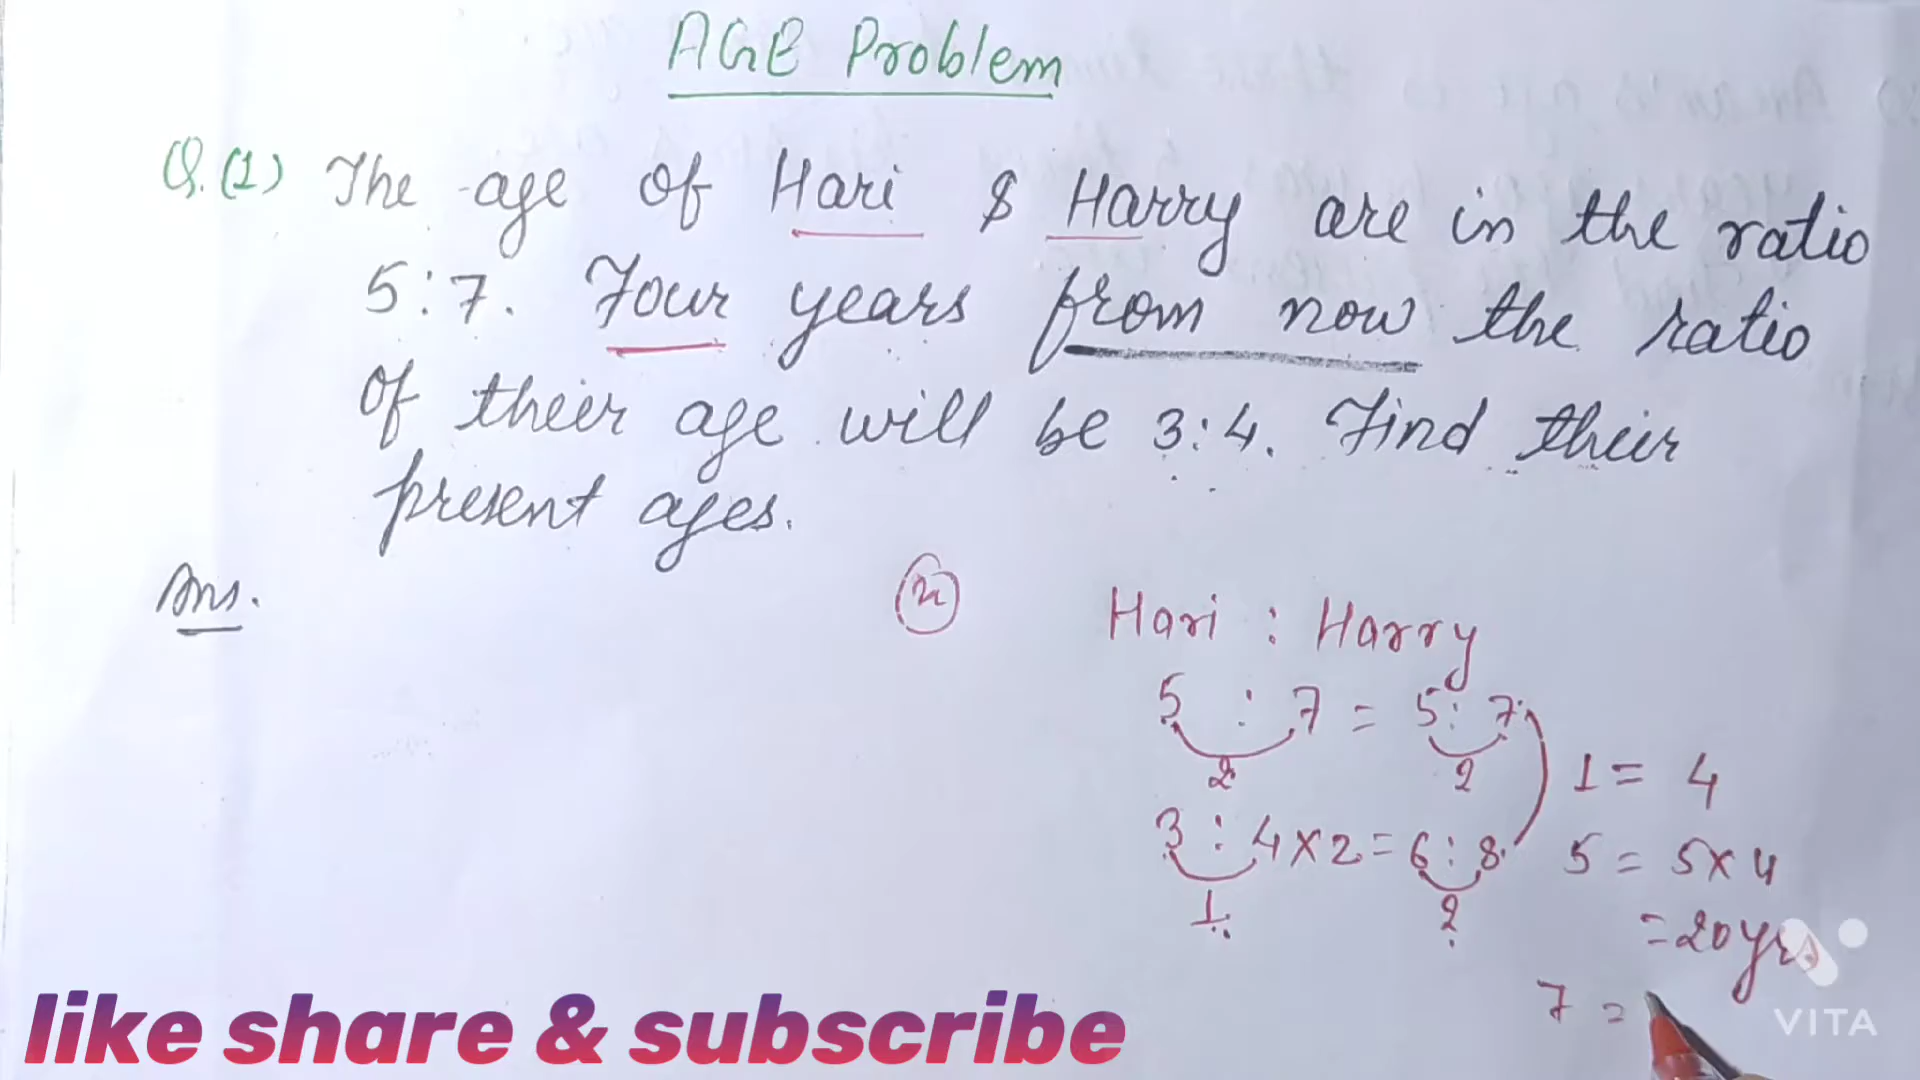 AGE Problem
Q.(1) The age of Hari & Harry are in the ratio
5:7. Four years from now the ratio
of their age will be 3:4. Find their
present ages.
Ans.
Hari : Harry
5 : 7 = 5 : 7
2 2
1 = 4
3 : 4 x 2 = 6 : 8
5 = 5 x 4
1 2
= 20 yrs
7 =
VITA
like share & subscribe